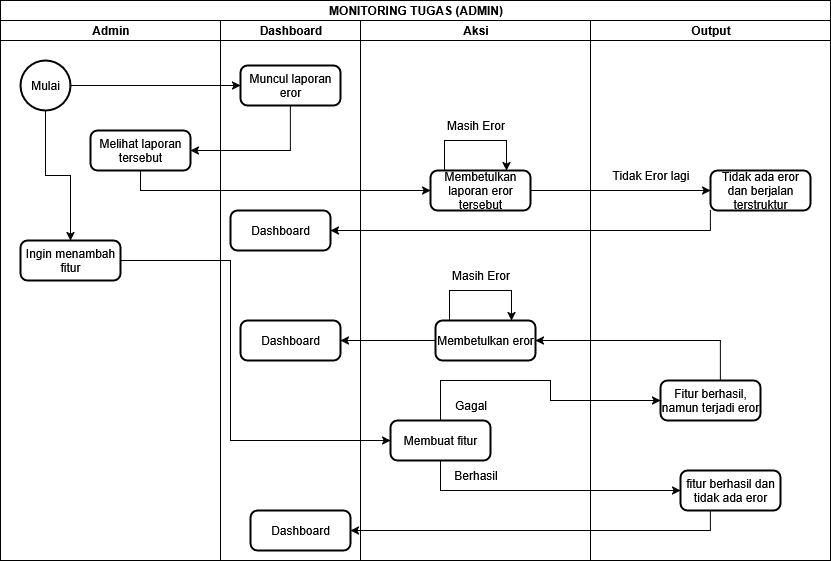 MONITORING TUGAS (ADMIN)
Admin
Dashboard
Aksi
Output
Mulai
Muncul laporan
eror
Melihat laporan
tersebut
Masih Eror
Membetulkan
laporan eror
tersebut
Tidak Eror lagi
Tidak ada eror
dan berjalan
terstruktur
Dashboard
Ingin menambah
fitur
Masih Eror
Dashboard
Membetulkan eror
Fitur berhasil,
namun terjadi eror
Gagal
Membuat fitur
Berhasil
fitur berhasil dan
tidak ada eror
Dashboard